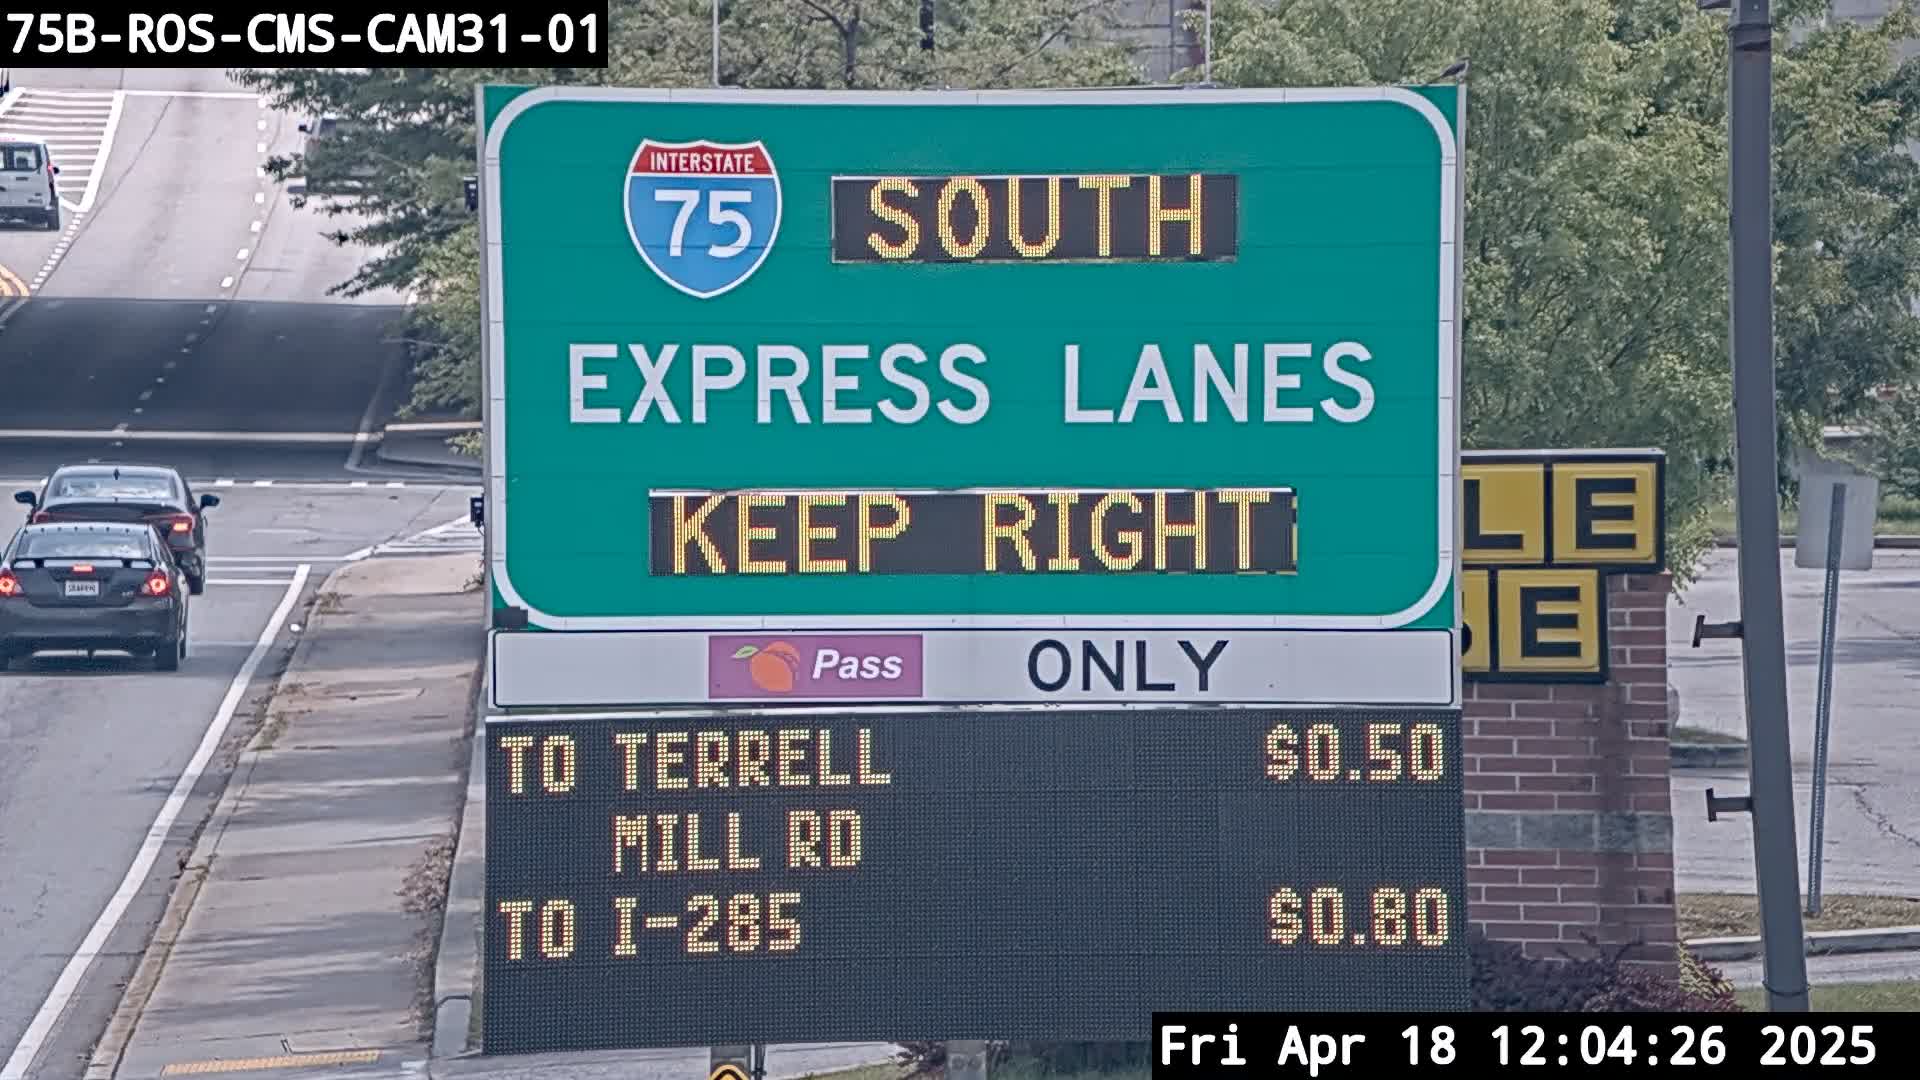 75B-ROS-CMS-CAM31-01
INTERSTATE
75
SOUTH
EXPRESS LANES
KEEP RIGHT
Pass ONLY
TO TERRELL $0.50
MILL RD
TO I-285 $0.80
LE
E
Fri Apr 18 12:04:26 2025